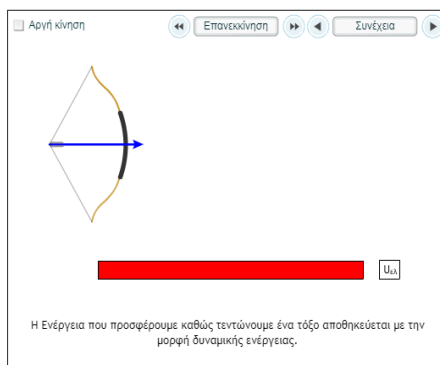 Αργή κίνηση Επανεκκίνηση Συνέχεια
Uελ
Η Ενέργεια που προσφέρουμε καθώς τεντώνουμε ένα τόξο αποθηκεύεται με την
μορφή δυναμικής ενέργειας.